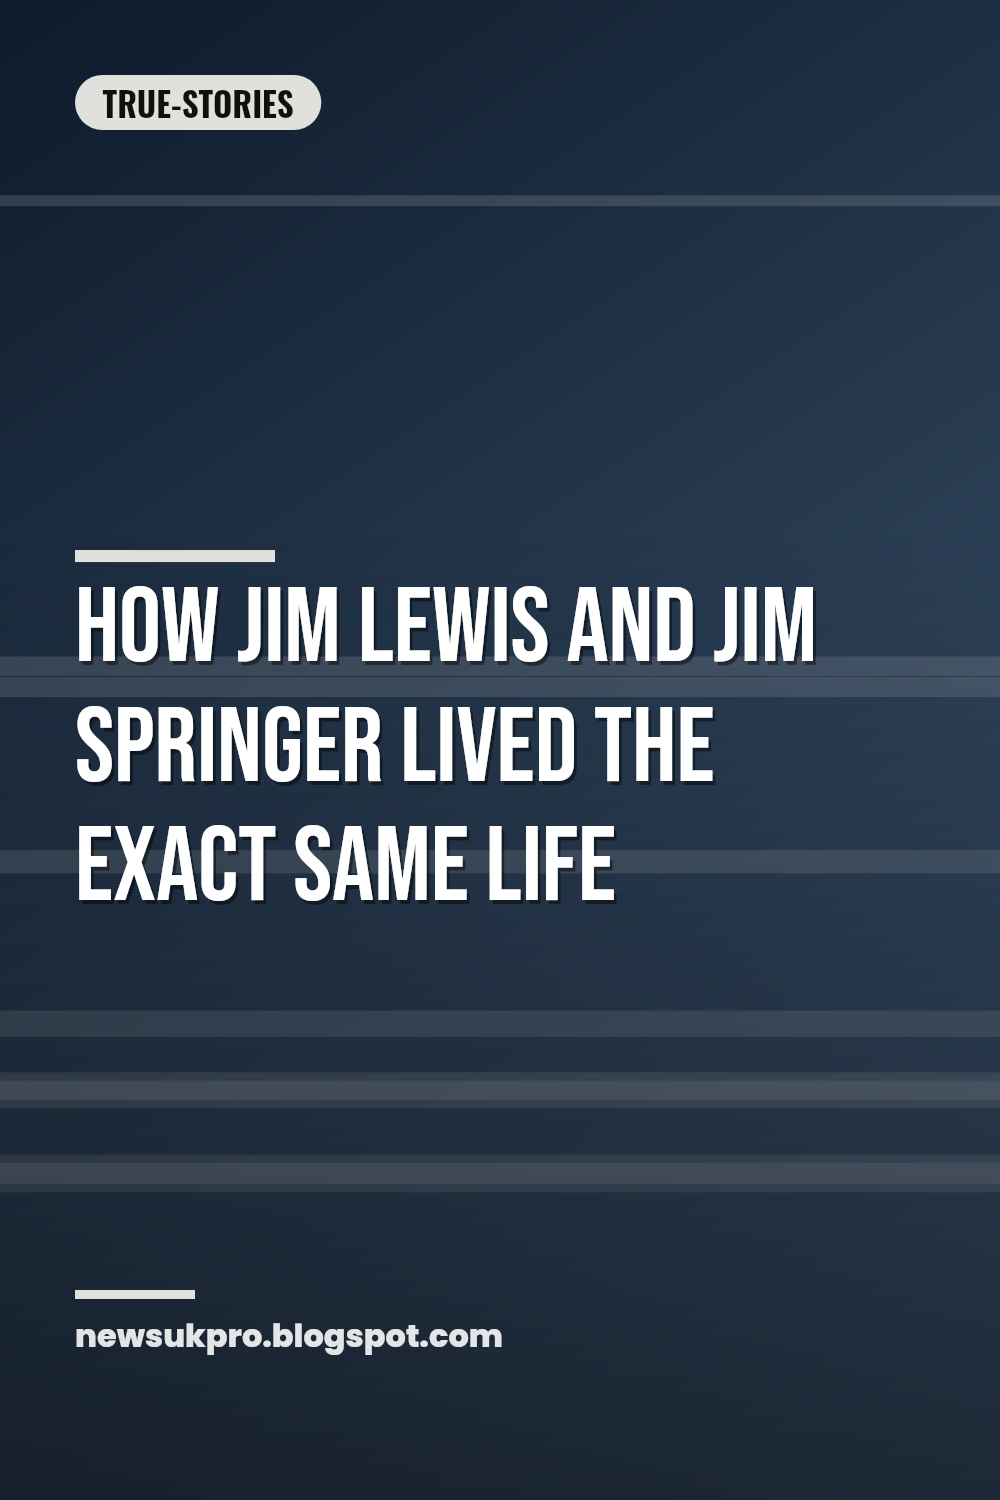 TRUE-STORIES
HOW JIM LEWIS AND JIM
SPRINGER LIVED THE
EXACT SAME LIFE
newsukpro.blogspot.com